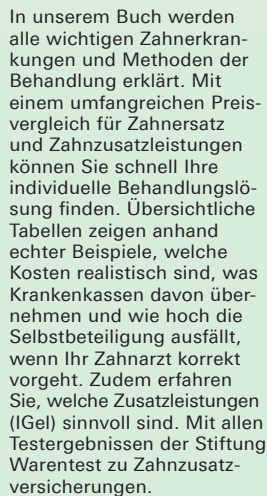 In unserem Buch werden
alle wichtigen Zahnerkran-
kungen und Methoden der
Behandlung erklärt. Mit
einem umfangreichen Preis-
vergleich für Zahnersatz
und Zahnzusatzleistungen
können Sie schnell Ihre
individuelle Behandlungslö-
sung finden. Übersichtliche
Tabellen zeigen anhand
echter Beispiele, welche
Kosten realistisch sind, was
Krankenkassen davon über-
nehmen und wie hoch die
Selbstbeteiligung ausfällt,
wenn Ihr Zahnarzt korrekt
vorgeht. Zudem erfahren
Sie, welche Zusatzleistungen
(IGel) sinnvoll sind. Mit allen
Testergebnissen der Stiftung
Warentest zu Zahnzusatz-
versicherungen.